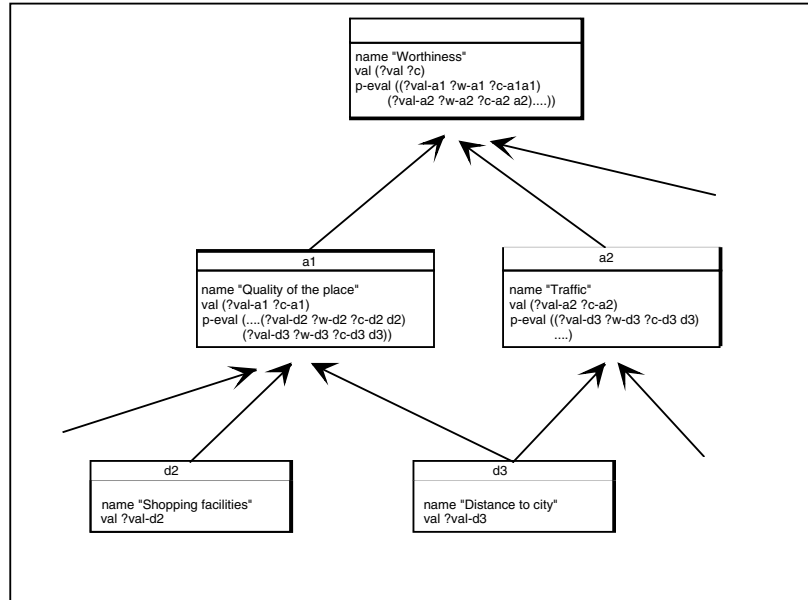 name "Worthiness"
val (?val ?c)
p-eval ((?val-a1 ?w-a1 ?c-a1a1)
(?val-a2 ?w-a2 ?c-a2 a2)....))
a1
name "Quality of the place"
val (?val-a1 ?c-a1)
p-eval (....(?val-d2 ?w-d2 ?c-d2 d2)
(?val-d3 ?w-d3 ?c-d3 d3))
a2
name "Traffic"
val (?val-a2 ?c-a2)
p-eval ((?val-d3 ?w-d3 ?c-d3 d3)
....)
d2
name "Shopping facilities"
val ?val-d2
d3
name "Distance to city"
val ?val-d3